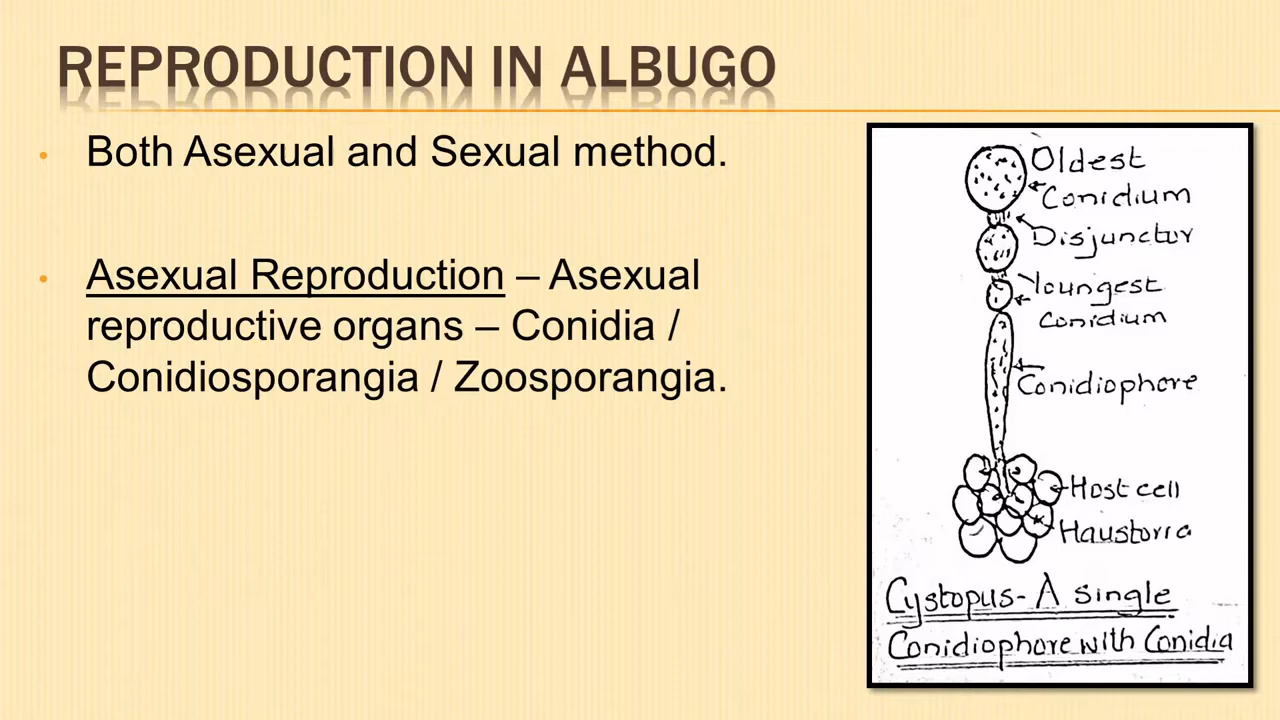 REPRODUCTION IN ALBUGO
• Both Asexual and Sexual method.
• Asexual Reproduction – Asexual
reproductive organs – Conidia /
Conidiosporangia / Zoosporangia.
Oldest
Conidium
Disjunctor
Youngest
Conidium
Conidiophore
Host cell
Haustoria
Cystopus- A single
Conidiophore with Conidia